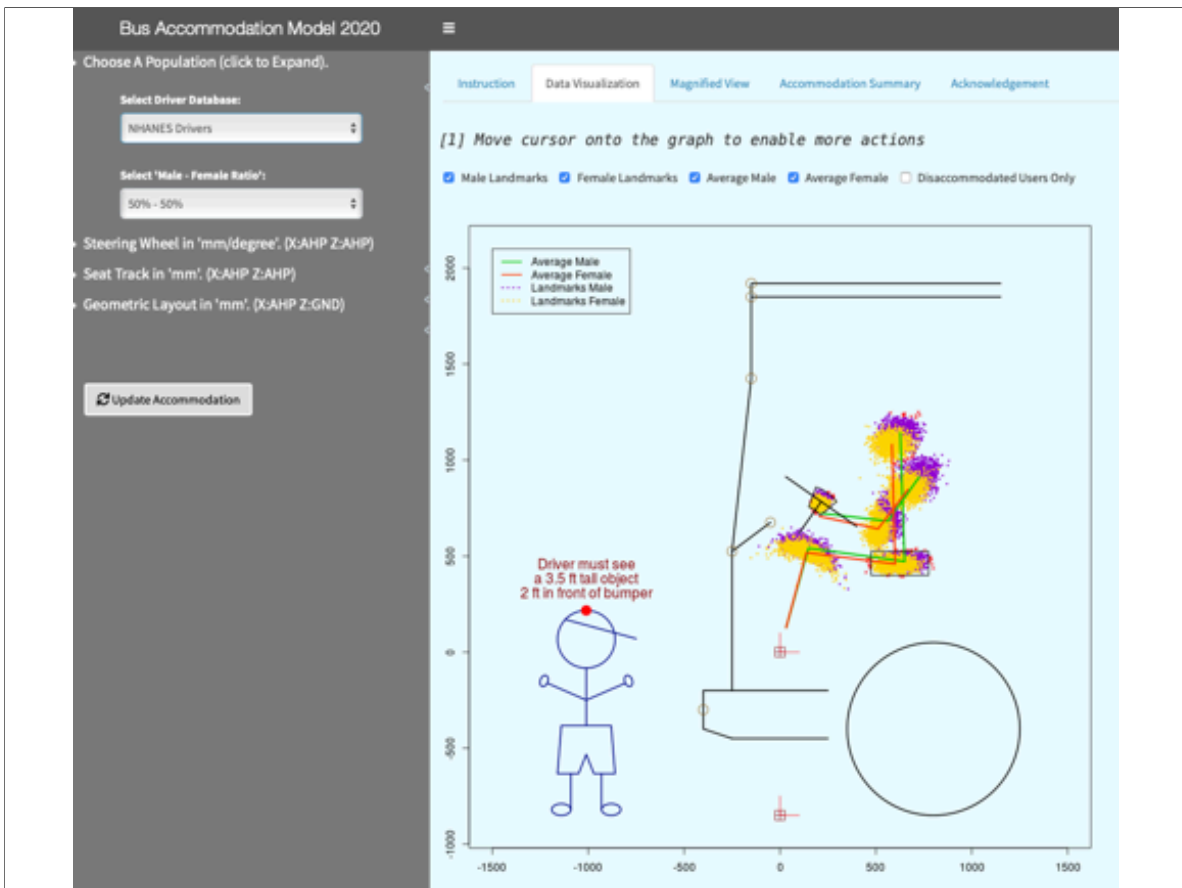 Bus Accommodation Model 2020
Choose A Population (click to Expand).
Select Driver Database:
NHANES Drivers
Select 'Male - Female Ratio':
50% - 50%
Steering Wheel in 'mm/degree'. (X:AHP Z:AHP)
Seat Track in 'mm'. (X:AHP Z:AHP)
Geometric Layout in 'mm'. (X:AHP Z:GND)
Update Accommodation
Instruction Data Visualization Magnified View Accommodation Summary Acknowledgement
[1] Move cursor onto the graph to enable more actions
Male Landmarks Female Landmarks Average Male Average Female Disaccommodated Users Only
Average Male
Average Female
Landmarks Male
Landmarks Female
2000
1500
1000
500
0
-500
-1000
Driver must see
a 3.5 ft tall object
2 ft in front of bumper
-1500 -1000 -500 0 500 1000 1500